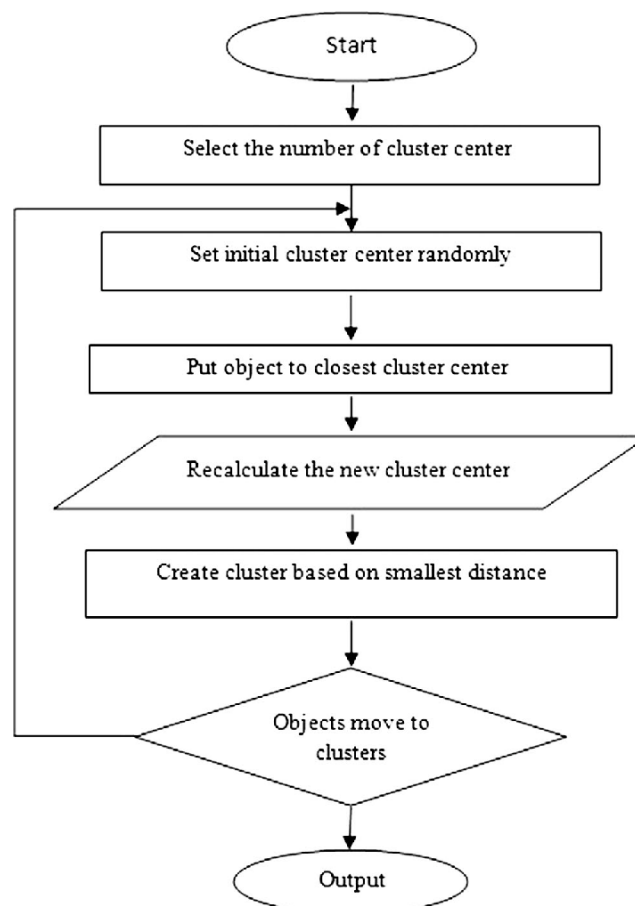 Start
Select the number of cluster center
Set initial cluster center randomly
Put object to closest cluster center
Recalculate the new cluster center
Create cluster based on smallest distance
Objects move to
clusters
Output